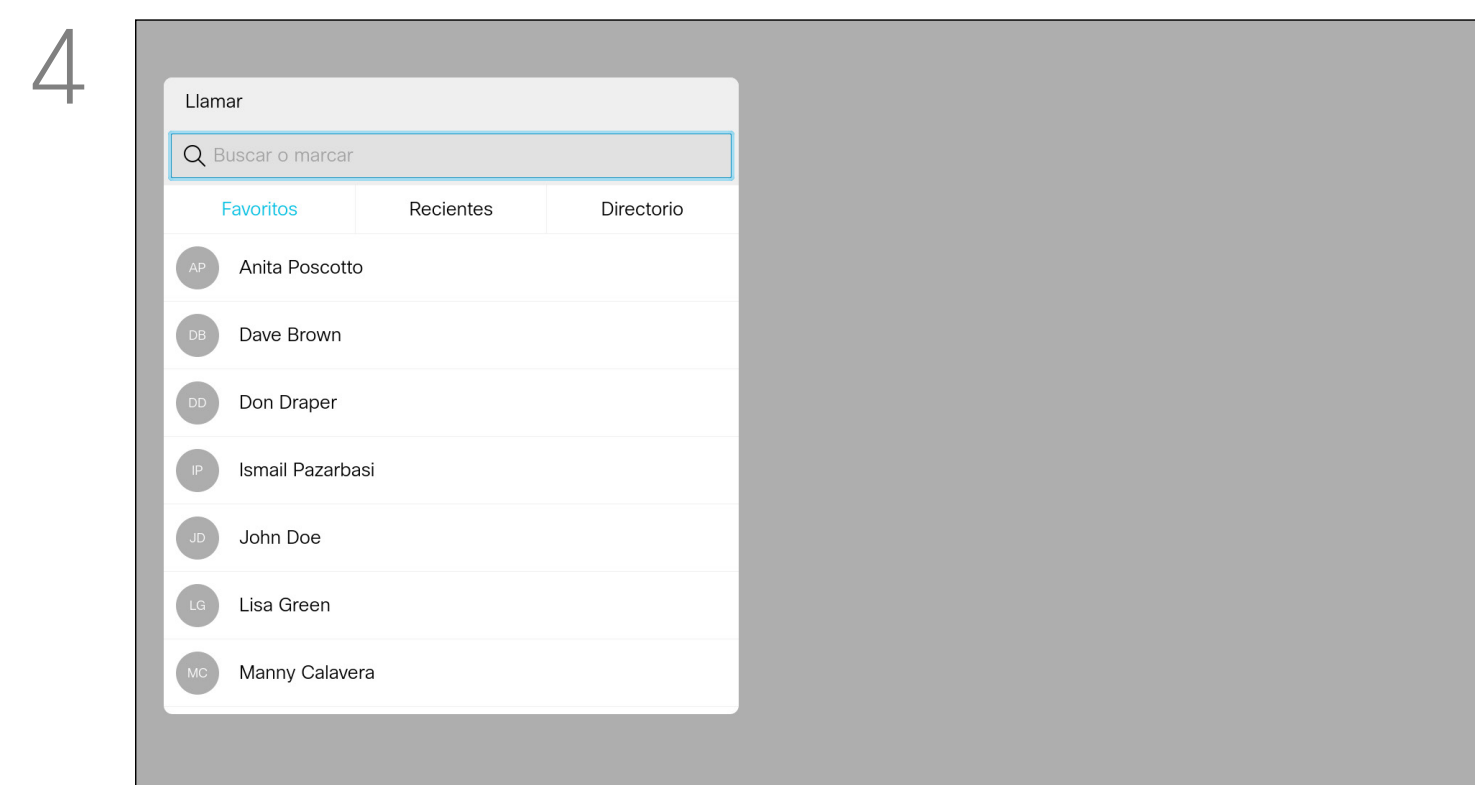 4
Llamar
Buscar o marcar
Favoritos Recientes Directorio
AP Anita Poscotto
DB Dave Brown
DD Don Draper
IP Ismail Pazarbasi
JD John Doe
LG Lisa Green
MC Manny Calavera